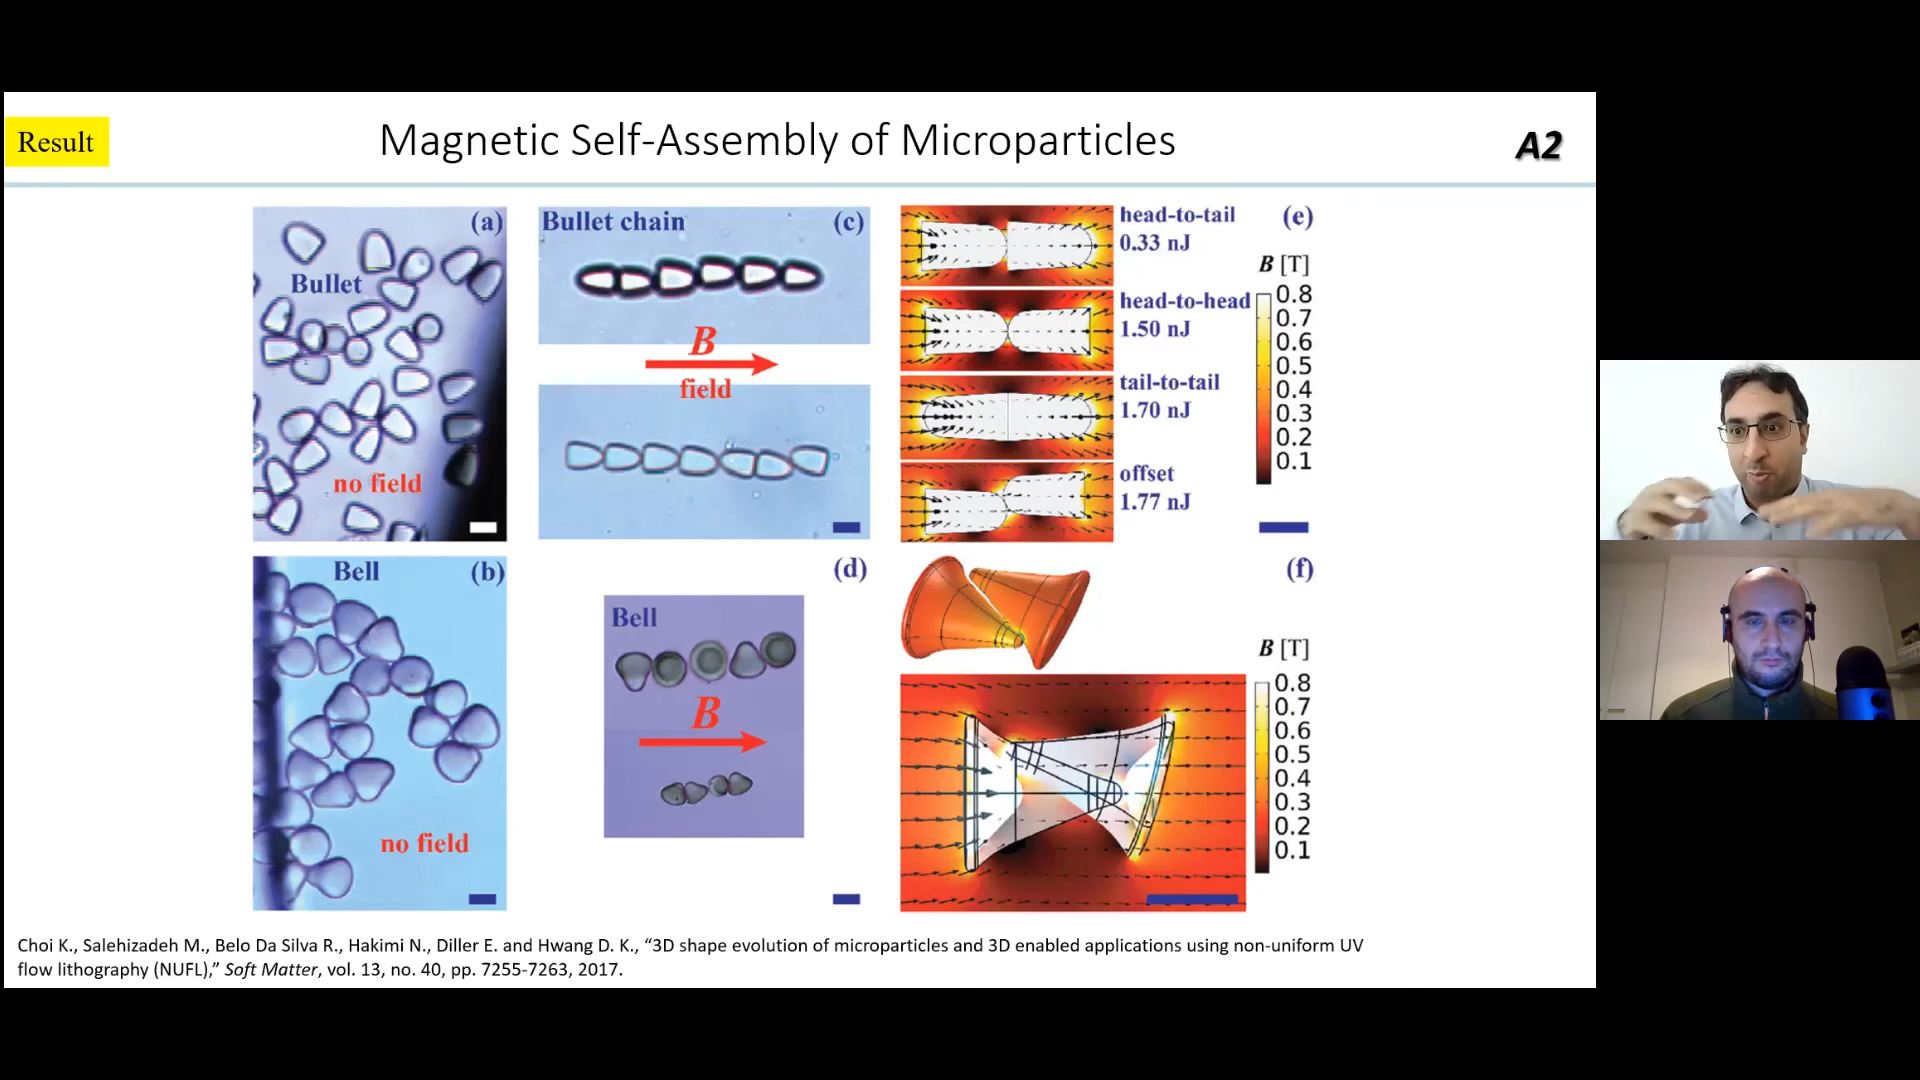 Result
Magnetic Self-Assembly of Microparticles
A2
(a)
Bullet
no field
Bullet chain
(c)
B
field
head-to-tail
0.33 nJ
(e)
head-to-head
1.50 nJ
tail-to-tail
1.70 nJ
offset
1.77 nJ
B [T]
0.8
0.7
0.6
0.5
0.4
0.3
0.2
0.1
Bell
(b)
no field
(d)
Bell
B
(f)
B [T]
0.8
0.7
0.6
0.5
0.4
0.3
0.2
0.1
Choi K., Salehizadeh M., Belo Da Silva R., Hakimi N., Diller E. and Hwang D. K., “3D shape evolution of microparticles and 3D enabled applications using non-uniform UV
flow lithography (NUFL),” Soft Matter, vol. 13, no. 40, pp. 7255-7263, 2017.